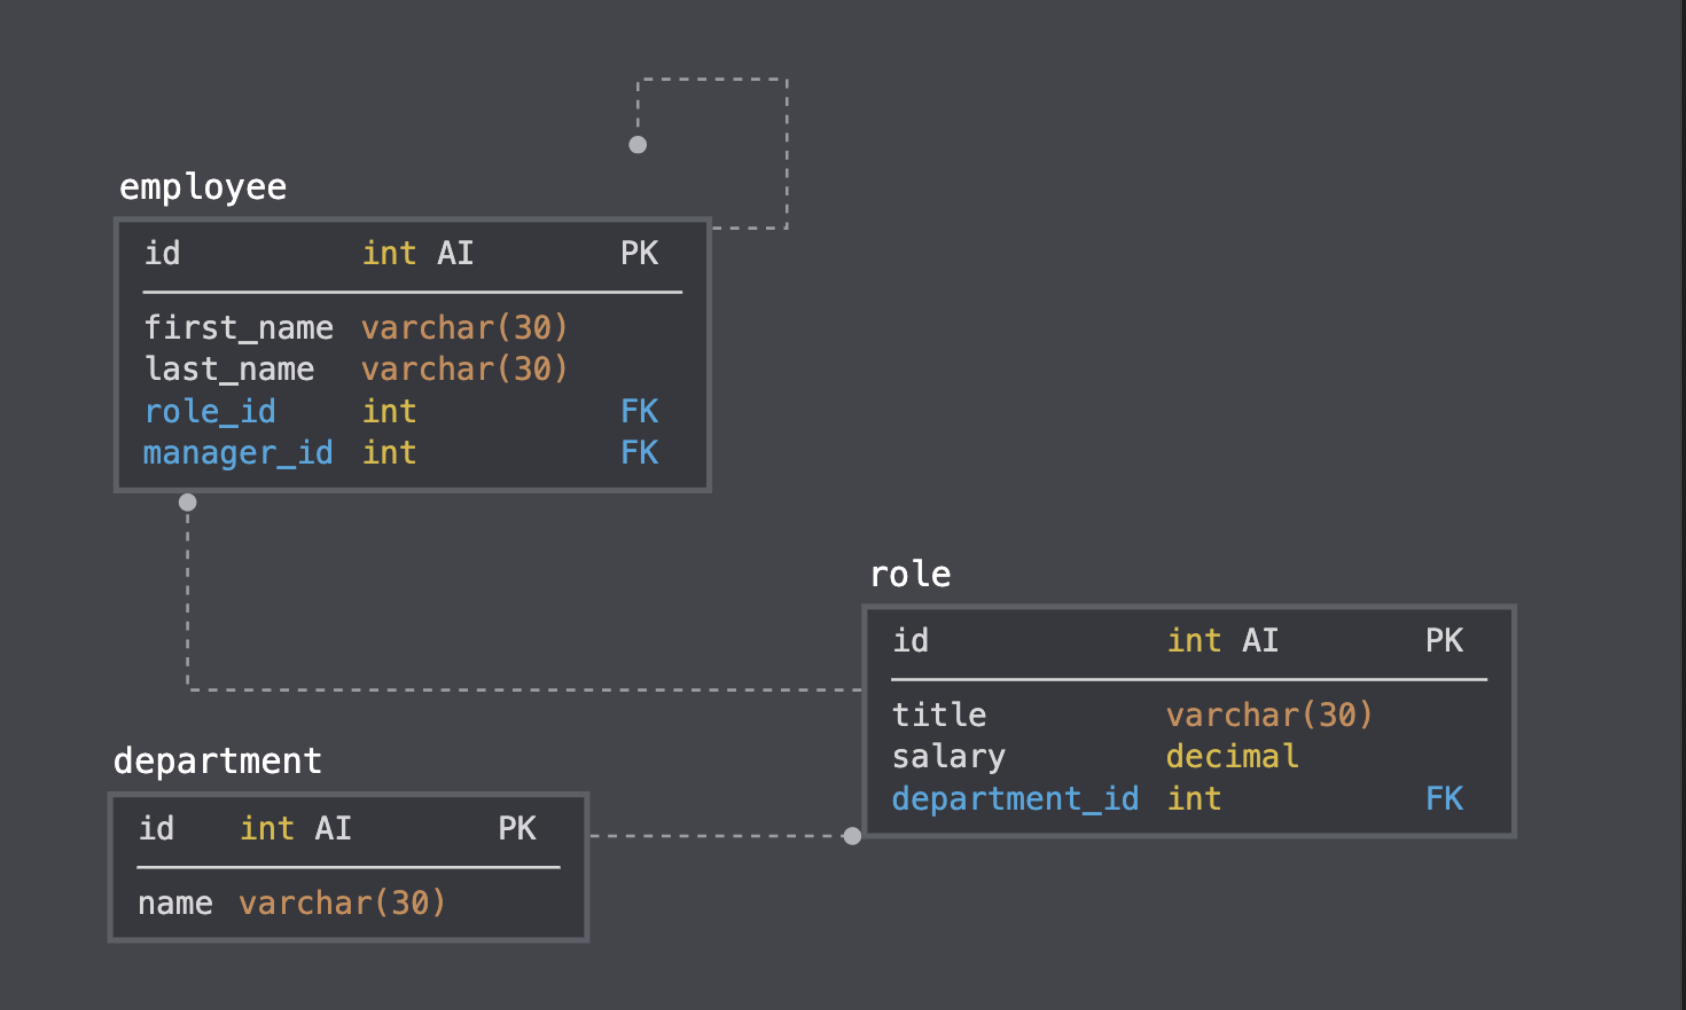 employee
id int AI PK
first_name varchar(30)
last_name varchar(30)
role_id int FK
manager_id int FK
role
id int AI PK
title varchar(30)
salary decimal
department_id int FK
department
id int AI PK
name varchar(30)